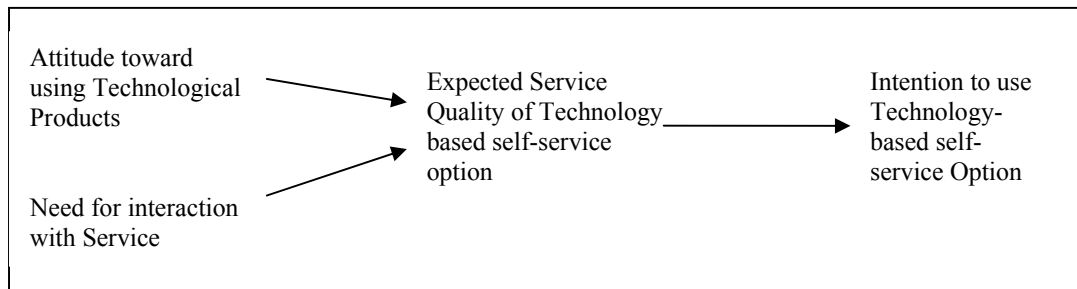 Attitude toward
using Technological
Products
Need for interaction
with Service
Expected Service
Quality of Technology
based self-service
option
Intention to use
Technology-
based self-
service Option